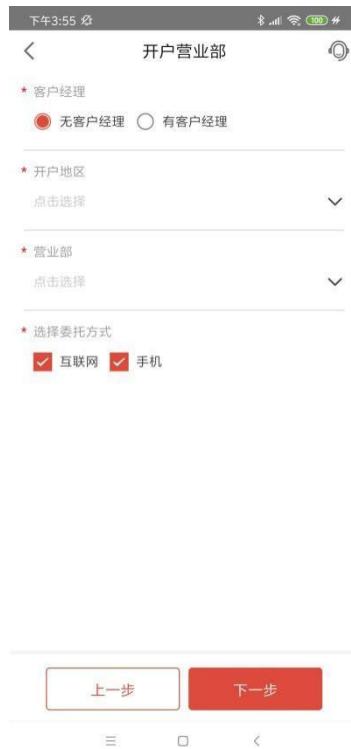 下午3:55
100
开户营业部
* 客户经理
无客户经理 有客户经理
* 开户地区
点击选择
* 营业部
点击选择
* 选择委托方式
互联网 手机
上一步 下一步